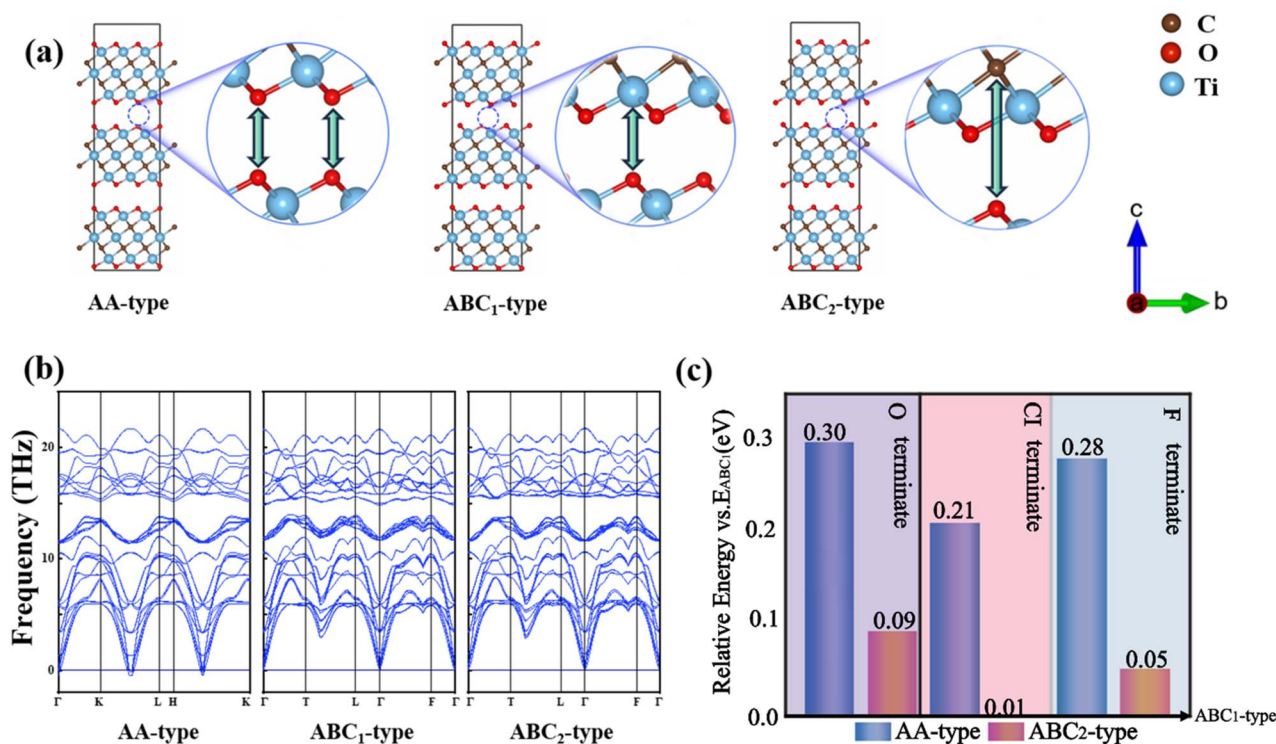 (a)
C
O
Ti
AA-type
ABC₁-type
ABC₂-type
c
a
b
(b)
Frequency (THz)
20
10
0
Γ K L H K
Γ T L Γ F Γ
Γ T L Γ F Γ
AA-type
ABC₁-type
ABC₂-type
(c)
Relative Energy vs.E_ABC₁(eV)
0.3
0.2
0.1
0.0
O terminate
CI terminate
F terminate
0.30
0.09
0.21
0.01
0.28
0.05
ABC₁-type
AA-type
ABC₂-type